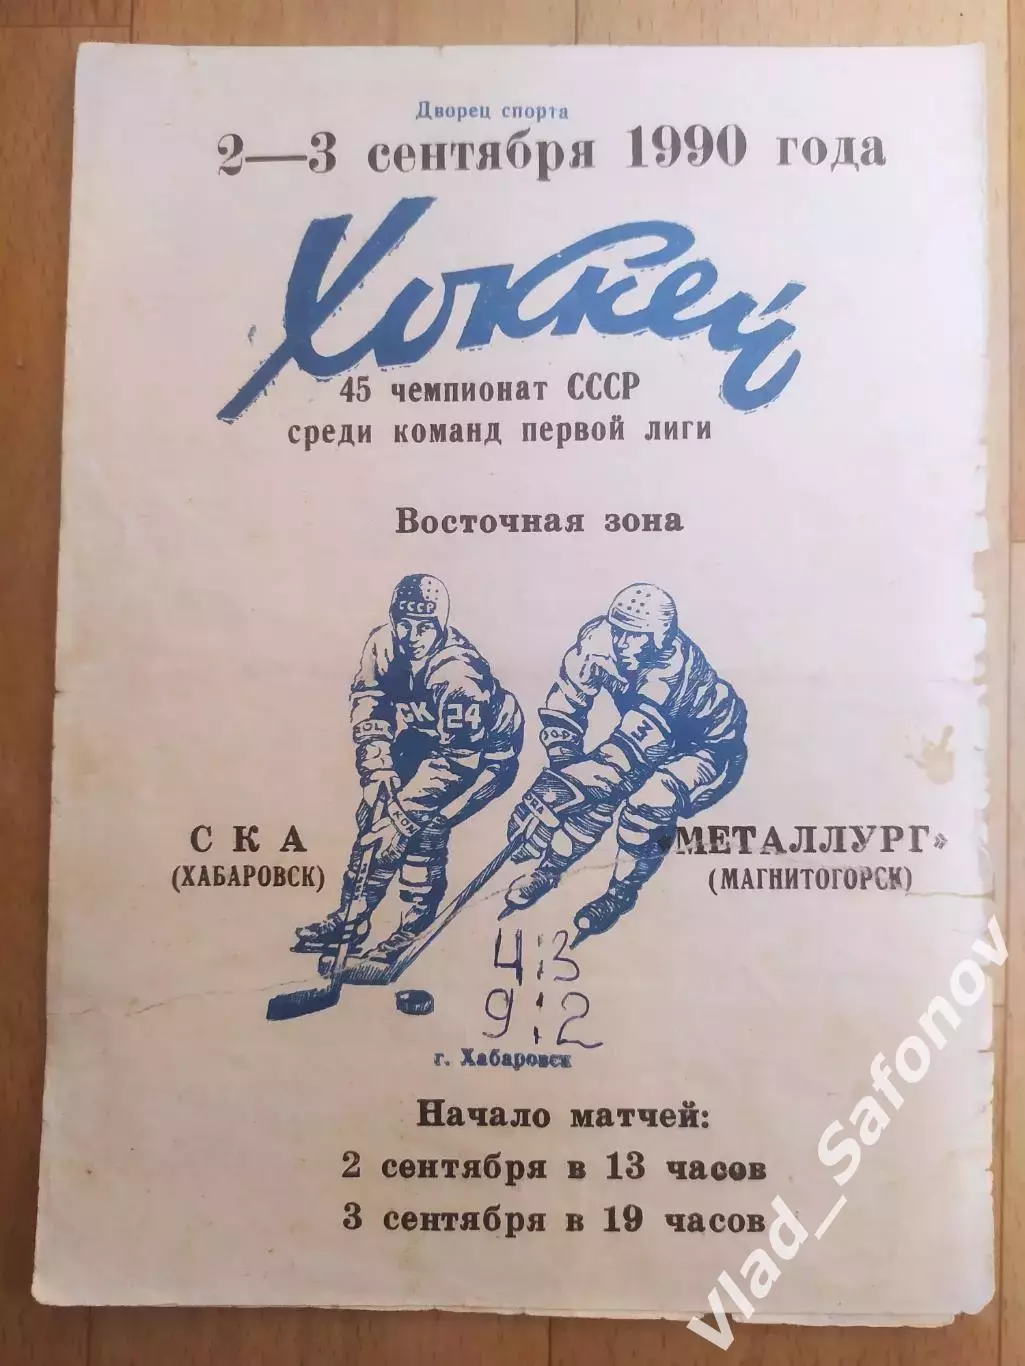 Дворец спорта
2—3 сентября 1990 года
Хоккей
45 чемпионат СССР
среди команд первой лиги
Восточная зона
СССР
СК 24
3
СКА
(ХАБАРОВСК)
«МЕТАЛЛУРГ»
(МАГНИТОГОРСК)
4:3
9:2
г. Хабаровск
Начало матчей:
2 сентября в 13 часов
3 сентября в 19 часов
Vlad_Safonov